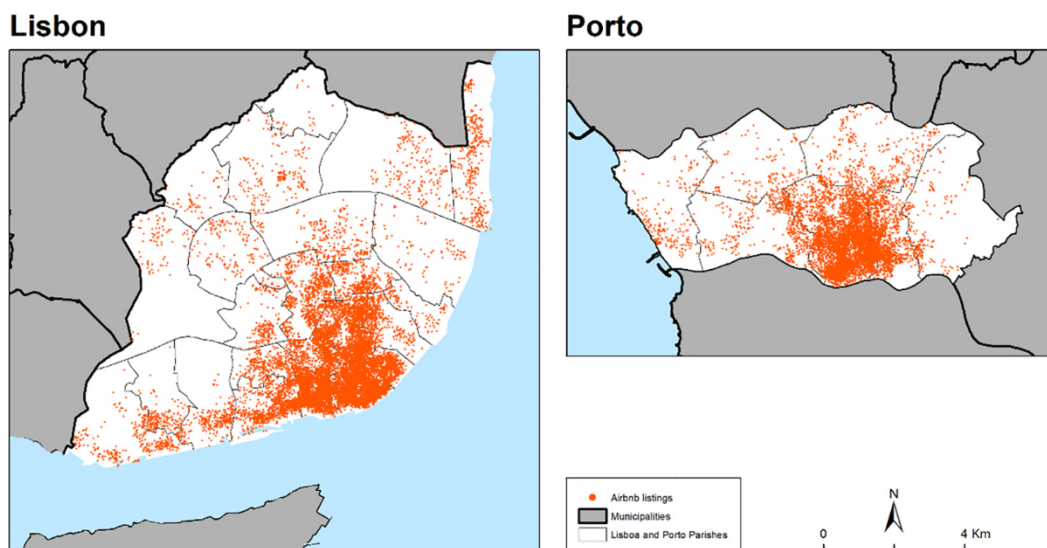 Lisbon
Porto
Airbnb listings
Municipalities
Lisboa and Porto Parishes
N
0 4 Km